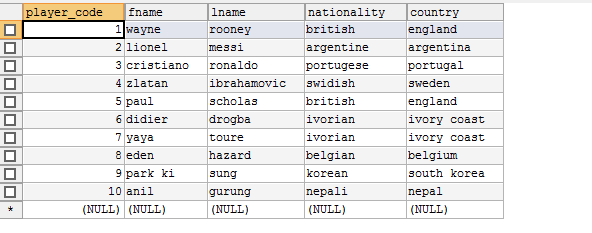 player_code fname lname nationality country
1 wayne rooney british england
2 lionel messi argentine argentina
3 cristiano ronaldo portugese portugal
4 zlatan ibrahamovic swidish sweden
5 paul scholas british england
6 didier drogba ivorian ivory coast
7 yaya toure ivorian ivory coast
8 eden hazard belgian belgium
9 park ki sung korean south korea
10 anil gurung nepali nepal
* (NULL) (NULL) (NULL) (NULL) (NULL)